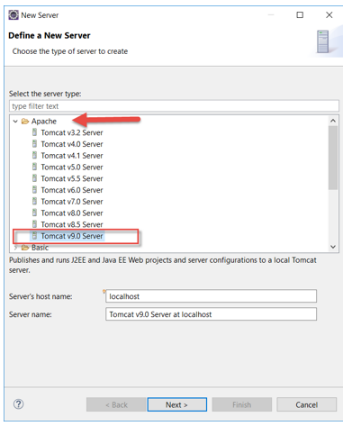 New Server
Define a New Server
Choose the type of server to create
Select the server type:
type filter text
Apache
Tomcat v3.2 Server
Tomcat v4.0 Server
Tomcat v4.1 Server
Tomcat v5.0 Server
Tomcat v5.5 Server
Tomcat v6.0 Server
Tomcat v7.0 Server
Tomcat v8.0 Server
Tomcat v8.5 Server
Tomcat v9.0 Server
Basic
Publishes and runs J2EE and Java EE Web projects and server configurations to a local Tomcat
server.
Server's host name: localhost
Server name: Tomcat v9.0 Server at localhost
? < Back Next > Finish Cancel